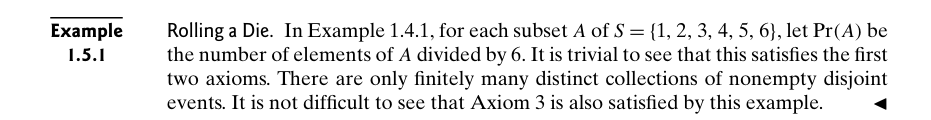 Example Rolling a Die. In Example 1.4.1, for each subset A of S = {1, 2, 3, 4, 5, 6}, let Pr(A) be
1.5.1 the number of elements of A divided by 6. It is trivial to see that this satisfies the first
two axioms. There are only finitely many distinct collections of nonempty disjoint
events. It is not difficult to see that Axiom 3 is also satisfied by this example. ◄